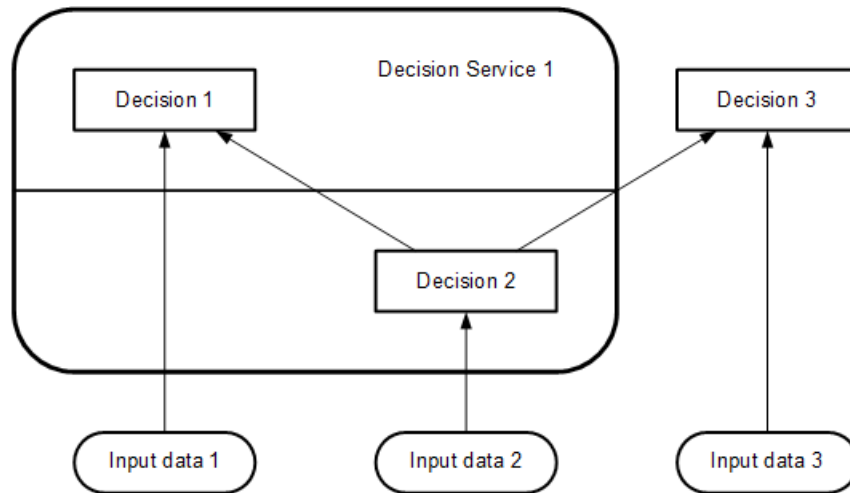 Decision Service 1
Decision 1
Decision 3
Decision 2
Input data 1
Input data 2
Input data 3